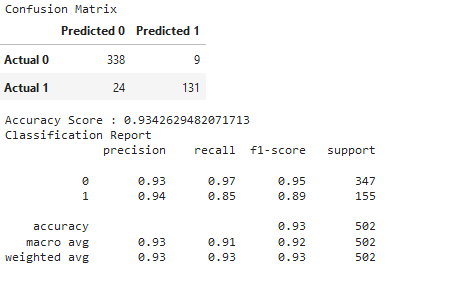 Confusion Matrix
Predicted 0 Predicted 1
Actual 0 338 9
Actual 1 24 131
Accuracy Score : 0.9342629482071713
Classification Report
precision recall f1-score support
0 0.93 0.97 0.95 347
1 0.94 0.85 0.89 155
accuracy 0.93 502
macro avg 0.93 0.91 0.92 502
weighted avg 0.93 0.93 0.93 502